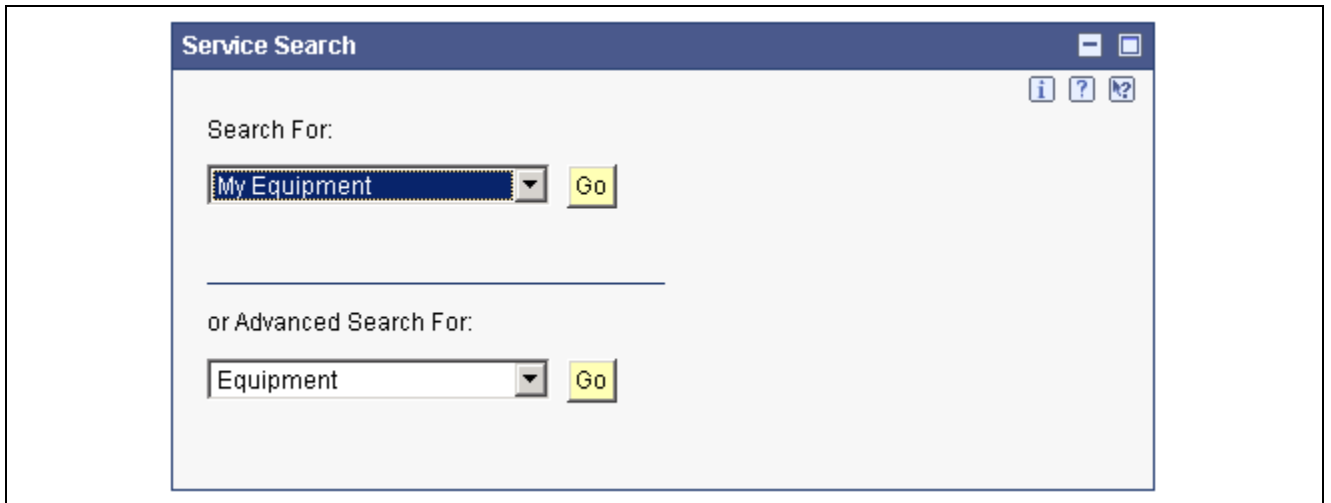 Service Search
Search For:
My Equipment Go
or Advanced Search For:
Equipment Go